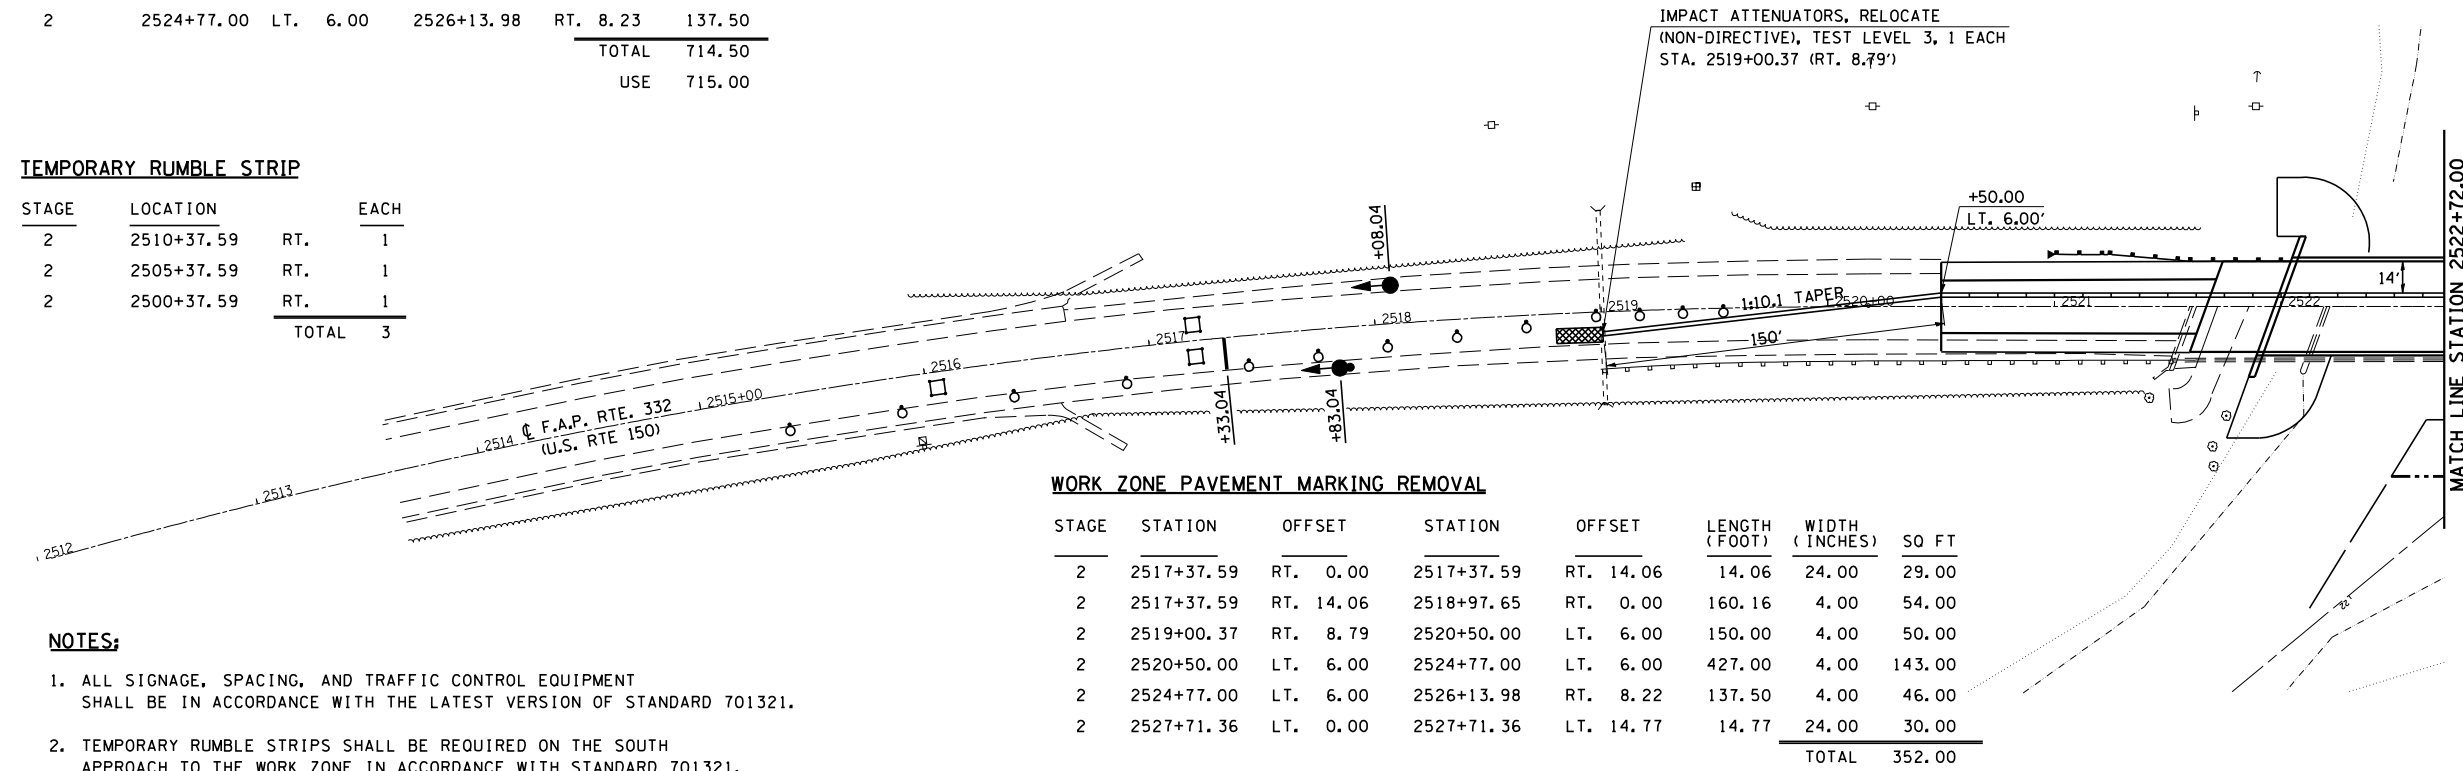 2 2524+77.00 LT. 6.00 2526+13.98 RT. 8.23 137.50
TOTAL 714.50
USE 715.00
IMPACT ATTENUATORS, RELOCATE
(NON-DIRECTIVE), TEST LEVEL 3, 1 EACH
STA. 2519+00.37 (RT. 8.79')
TEMPORARY RUMBLE STRIP
STAGE LOCATION EACH
2 2510+37.59 RT. 1
2 2505+37.59 RT. 1
2 2500+37.59 RT. 1
TOTAL 3
+50.00
LT. 6.00'
+08.04
14'
1:10.1 TAPER
150'
2512
2513
2514
2515+00
2516
2517
2518
2519
2520+00
2521
2522
℄ F.A.P. RTE. 332
(U.S. RTE 150)
+33.04
+83.04
MATCH LINE STATION 2522+72.00
WORK ZONE PAVEMENT MARKING REMOVAL
STAGE STATION OFFSET STATION OFFSET LENGTH WIDTH
(FOOT) (INCHES) SQ FT
2 2517+37.59 RT. 0.00 2517+37.59 RT. 14.06 14.06 24.00 29.00
2 2517+37.59 RT. 14.06 2518+97.65 RT. 0.00 160.16 4.00 54.00
2 2519+00.37 RT. 8.79 2520+50.00 LT. 6.00 150.00 4.00 50.00
2 2520+50.00 LT. 6.00 2524+77.00 LT. 6.00 427.00 4.00 143.00
2 2524+77.00 LT. 6.00 2526+13.98 RT. 8.22 137.50 4.00 46.00
2 2527+71.36 LT. 0.00 2527+71.36 LT. 14.77 14.77 24.00 30.00
TOTAL 352.00
NOTES:
1. ALL SIGNAGE, SPACING, AND TRAFFIC CONTROL EQUIPMENT
SHALL BE IN ACCORDANCE WITH THE LATEST VERSION OF STANDARD 701321.
2. TEMPORARY RUMBLE STRIPS SHALL BE REQUIRED ON THE SOUTH
APPROACH TO THE WORK ZONE IN ACCORDANCE WITH STANDARD 701321.